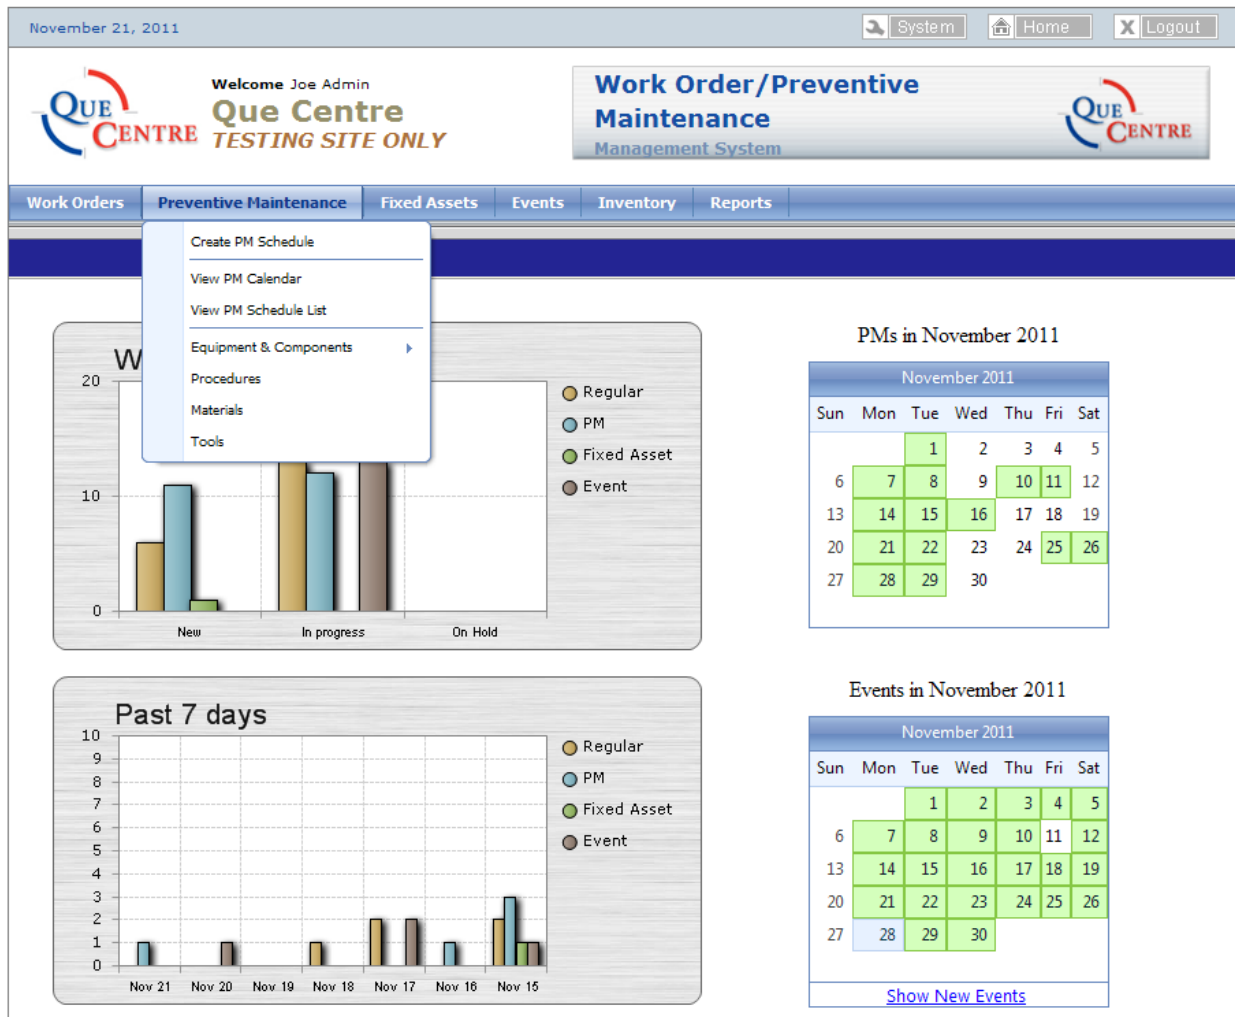 November 21, 2011
System
Home
X Logout
QUE CENTRE
Welcome Joe Admin
Que Centre
TESTING SITE ONLY
Work Order/Preventive
Maintenance
Management System
QUE CENTRE
Work Orders Preventive Maintenance Fixed Assets Events Inventory Reports
Create PM Schedule
View PM Calendar
View PM Schedule List
Equipment & Components
Procedures
Materials
Tools
20
10
0
New In progress On Hold
Regular
PM
Fixed Asset
Event
PMs in November 2011
November 2011
Sun Mon Tue Wed Thu Fri Sat
1 2 3 4 5
6 7 8 9 10 11 12
13 14 15 16 17 18 19
20 21 22 23 24 25 26
27 28 29 30
Past 7 days
10
9
8
7
6
5
4
3
2
1
0
Nov 21 Nov 20 Nov 19 Nov 18 Nov 17 Nov 16 Nov 15
Regular
PM
Fixed Asset
Event
Events in November 2011
November 2011
Sun Mon Tue Wed Thu Fri Sat
1 2 3 4 5
6 7 8 9 10 11 12
13 14 15 16 17 18 19
20 21 22 23 24 25 26
27 28 29 30
Show New Events